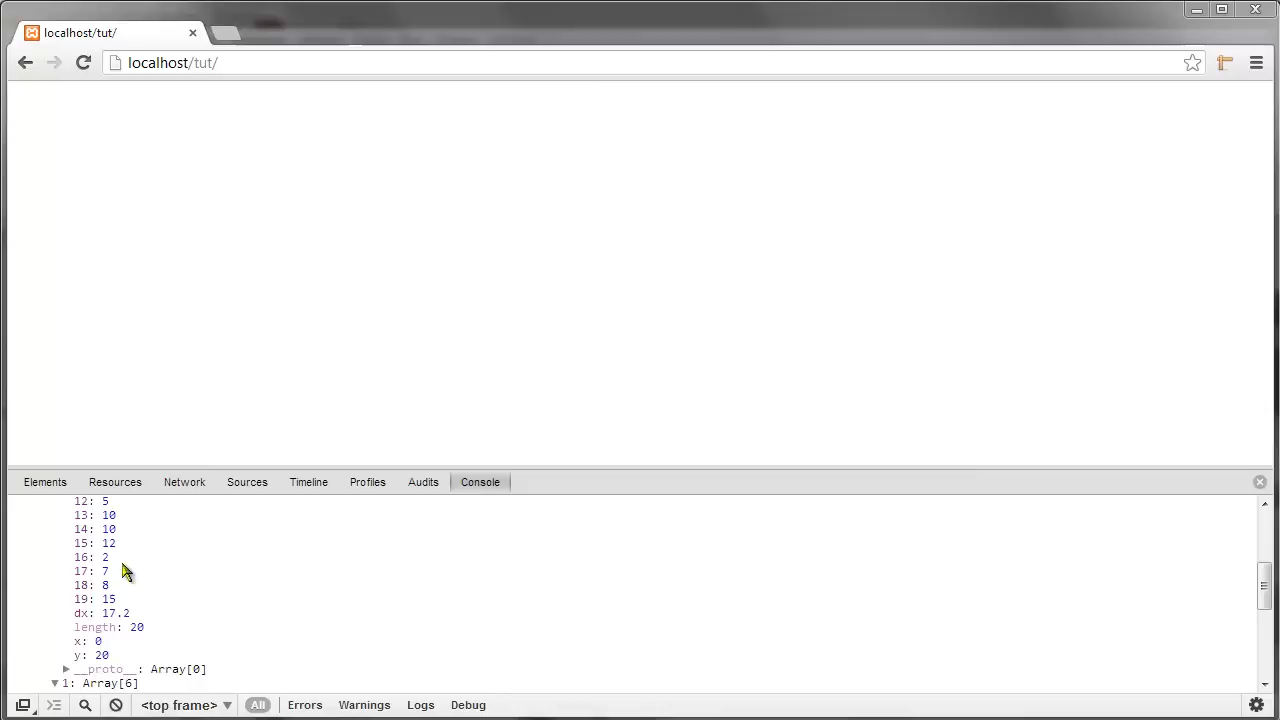 localhost/tut/
localhost/tut/
Elements Resources Network Sources Timeline Profiles Audits Console
12: 5
13: 10
14: 10
15: 12
16: 2
17: 7
18: 8
19: 15
dx: 17.2
length: 20
x: 0
y: 20
__proto__: Array[0]
1: Array[6]
<top frame> All Errors Warnings Logs Debug